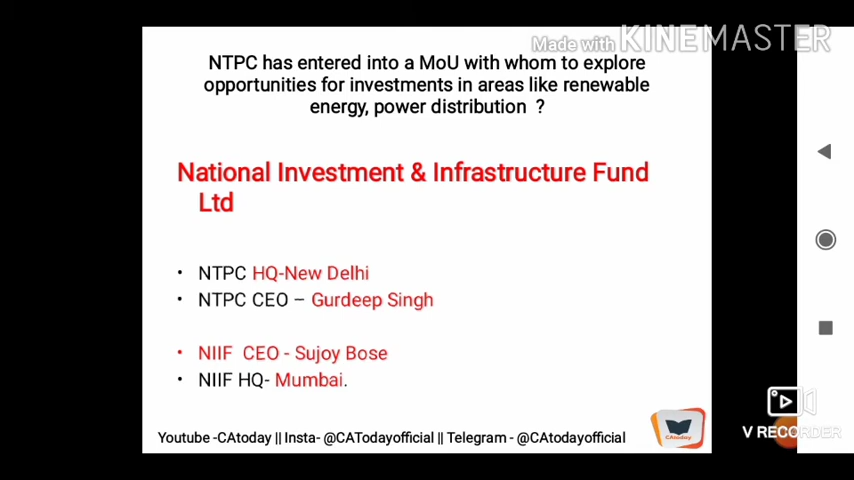 Made with KINEMASTER
NTPC has entered into a MoU with whom to explore
opportunities for investments in areas like renewable
energy, power distribution ?
National Investment & Infrastructure Fund
Ltd
• NTPC HQ-New Delhi
• NTPC CEO – Gurdeep Singh
• NIIF CEO - Sujoy Bose
• NIIF HQ- Mumbai.
Youtube -CAtoday || Insta- @CATodayofficial || Telegram - @CAtodayofficial
CAtoday
V RECORDER